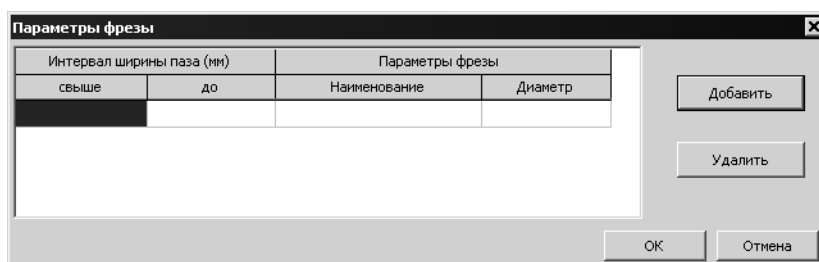 Параметры фрезы
Интервал ширины паза (мм) Параметры фрезы
свыше до Наименование Диаметр
Добавить
Удалить
ОК Отмена